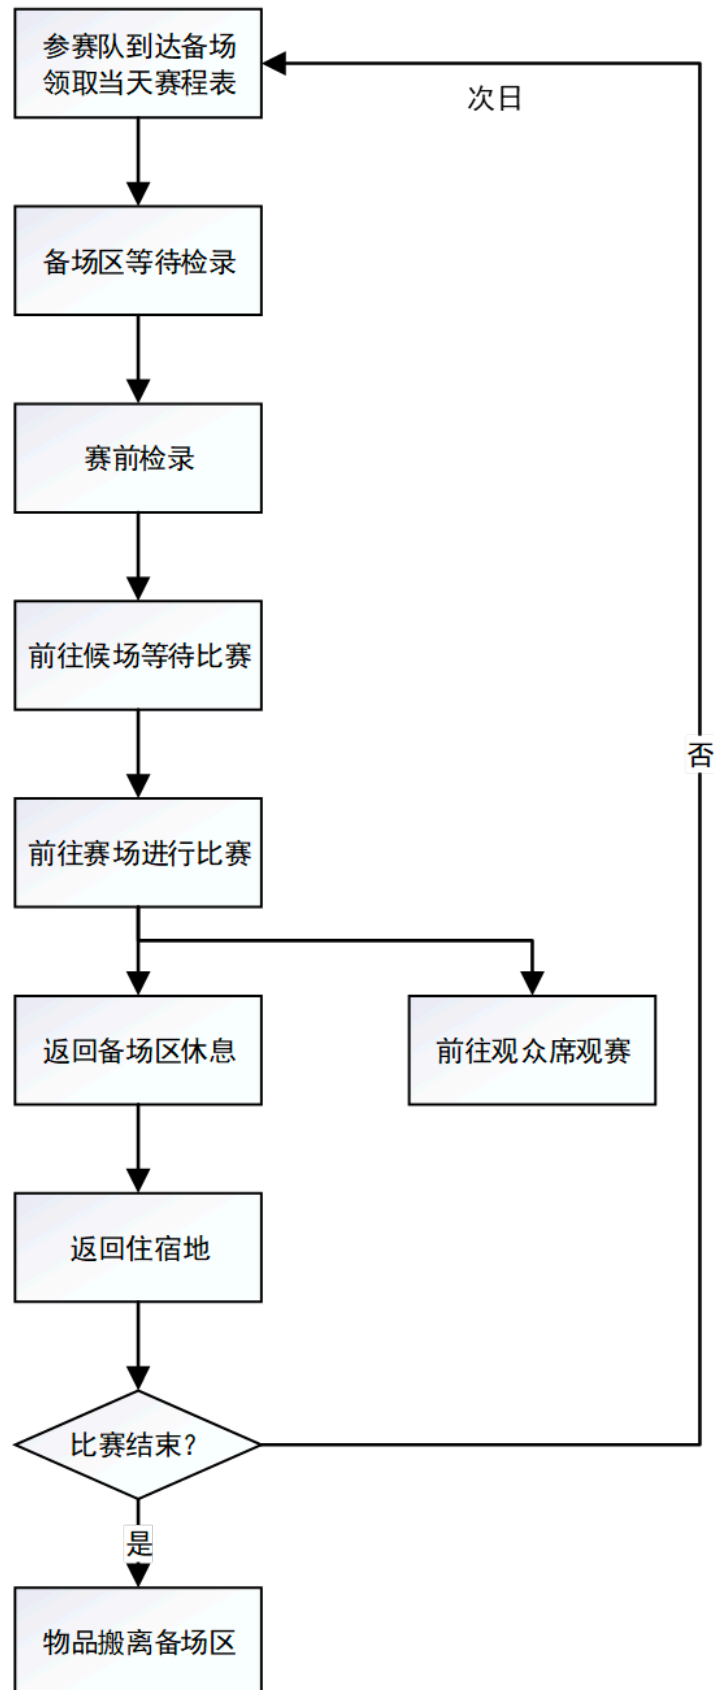 参赛队到达备场
领取当天赛程表
次日
备场区等待检录
赛前检录
前往候场等待比赛
否
前往赛场进行比赛
返回备场区休息
前往观众席观赛
返回住宿地
比赛结束?
是
物品搬离备场区